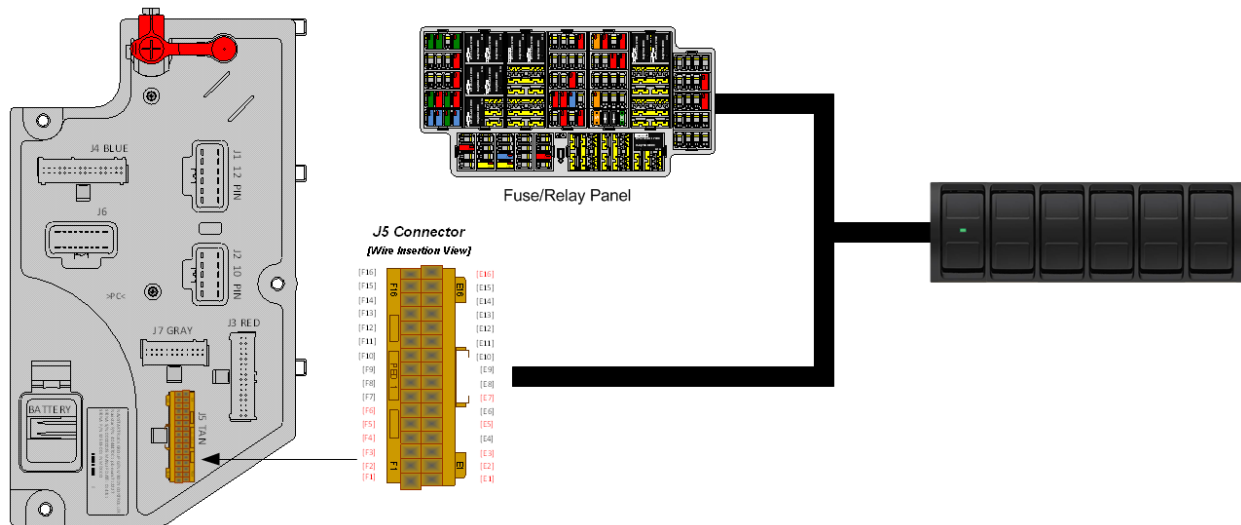 J4 BLUE
J1 12 PIN
J6
J2 10 PIN
>PC<
J7 GRAY
J3 RED
J5 TAN
BATTERY
Fuse/Relay Panel
J5 Connector
[Wire Insertion View]
[F16]
[F15]
[F14]
[F13]
[F12]
[F11]
[F10]
[F9]
[F8]
[F7]
[F6]
[F5]
[F4]
[F3]
[F2]
[F1]
F16
E16
PED 1
F1
E1
[E16]
[E15]
[E14]
[E13]
[E12]
[E11]
[E10]
[E9]
[E8]
[E7]
[E6]
[E5]
[E4]
[E3]
[E2]
[E1]